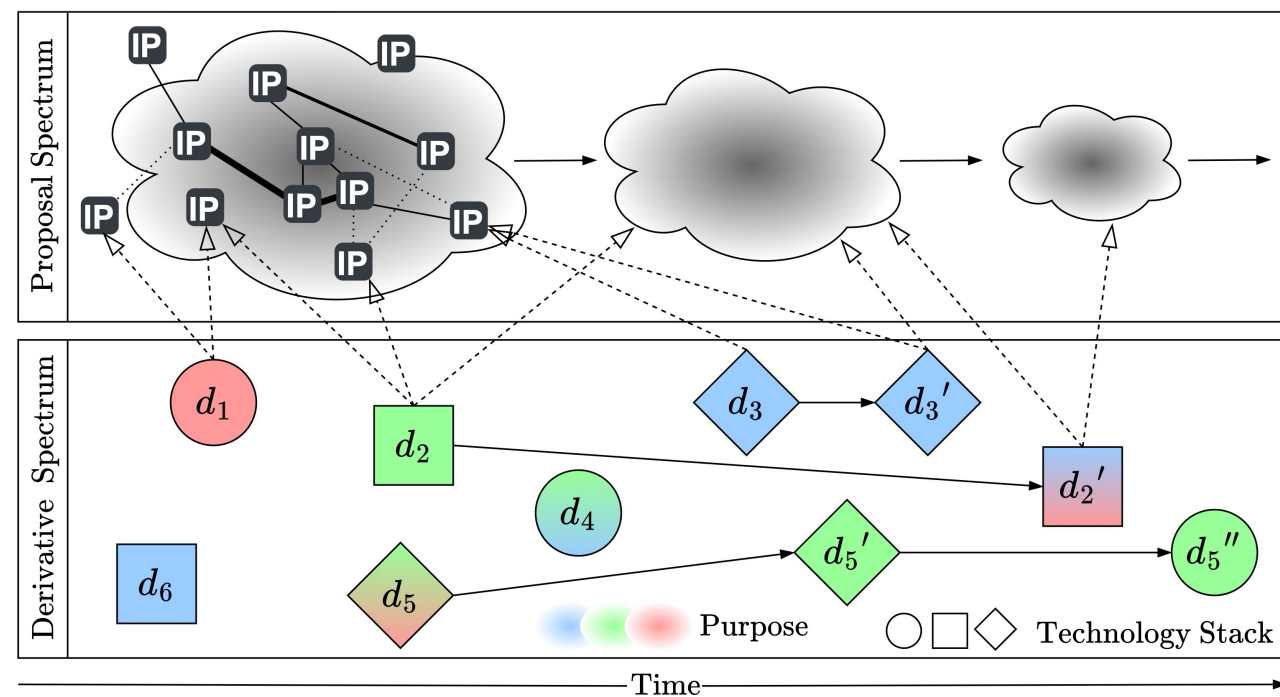 Proposal Spectrum
IP
IP
IP
IP
IP
IP
IP
IP
IP
IP
IP
IP
Derivative Spectrum
d₁
d₂
d₃
d₃′
d₂′
d₄
d₅′
d₅″
d₆
d₅
Purpose
Technology Stack
Time